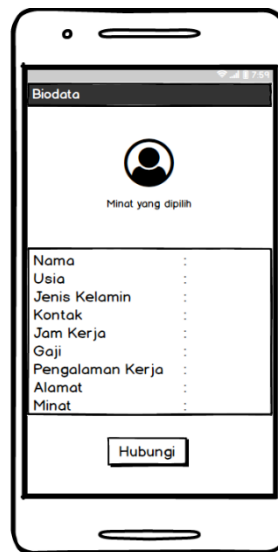 7:59
Biodata
Minat yang dipilih
Nama :
Usia :
Jenis Kelamin :
Kontak :
Jam Kerja :
Gaji :
Pengalaman Kerja :
Alamat :
Minat :
Hubungi